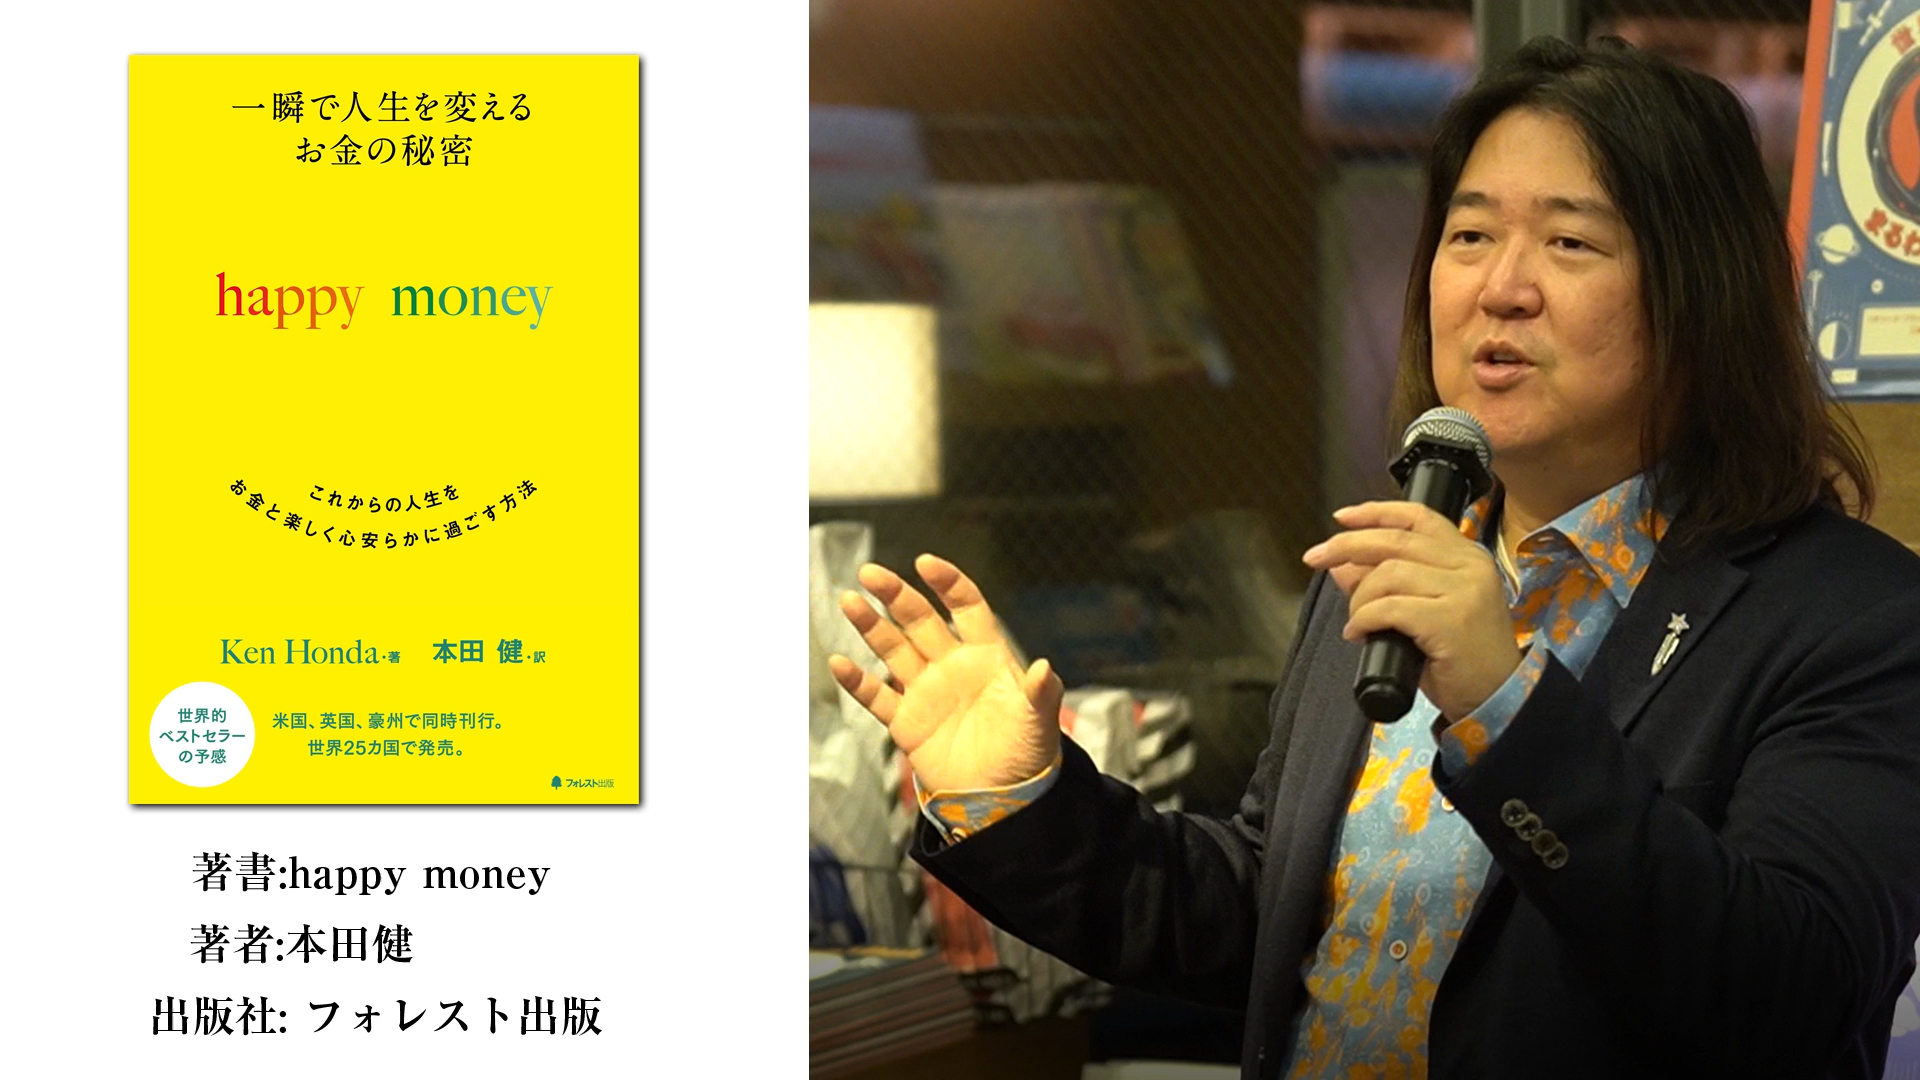 一瞬で人生を変える
お金の秘密
happy money
これからの人生を
お金と楽しく心安らかに過ごす方法
Ken Honda・著 本田 健・訳
世界的
ベストセラー
の予感
米国、英国、豪州で同時刊行。
世界25カ国で発売。
フォレスト出版
著書:happy money
著者:本田健
出版社: フォレスト出版
世
まるわ